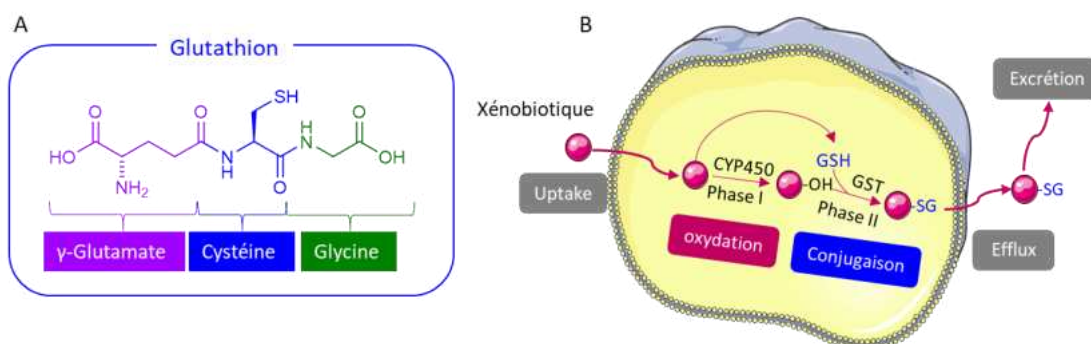 A
Glutathion
SH
O
O
H
N
O
HO
N
H
OH
NH₂
O
γ-Glutamate
Cystéine
Glycine
B
Xénobiotique
Uptake
CYP450
Phase I
oxydation
-OH
GSH
GST
Phase II
Conjugaison
-SG
Efflux
-SG
Excrétion